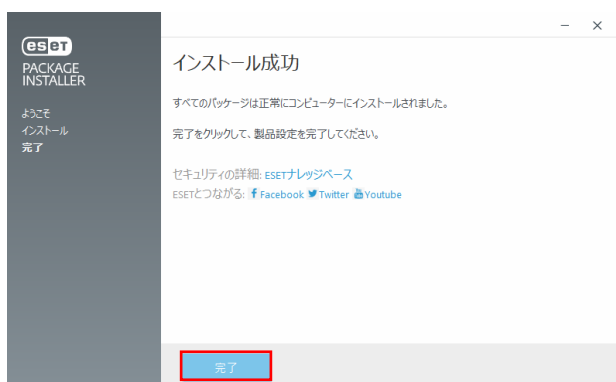 eset
PACKAGE
INSTALLER
ようこそ
インストール
完了
インストール成功
すべてのパッケージは正常にコンピューターにインストールされました。
完了をクリックして、製品設定を完了してください。
セキュリティの詳細: ESETナレッジベース
ESETとつながる: Facebook Twitter Youtube
完了